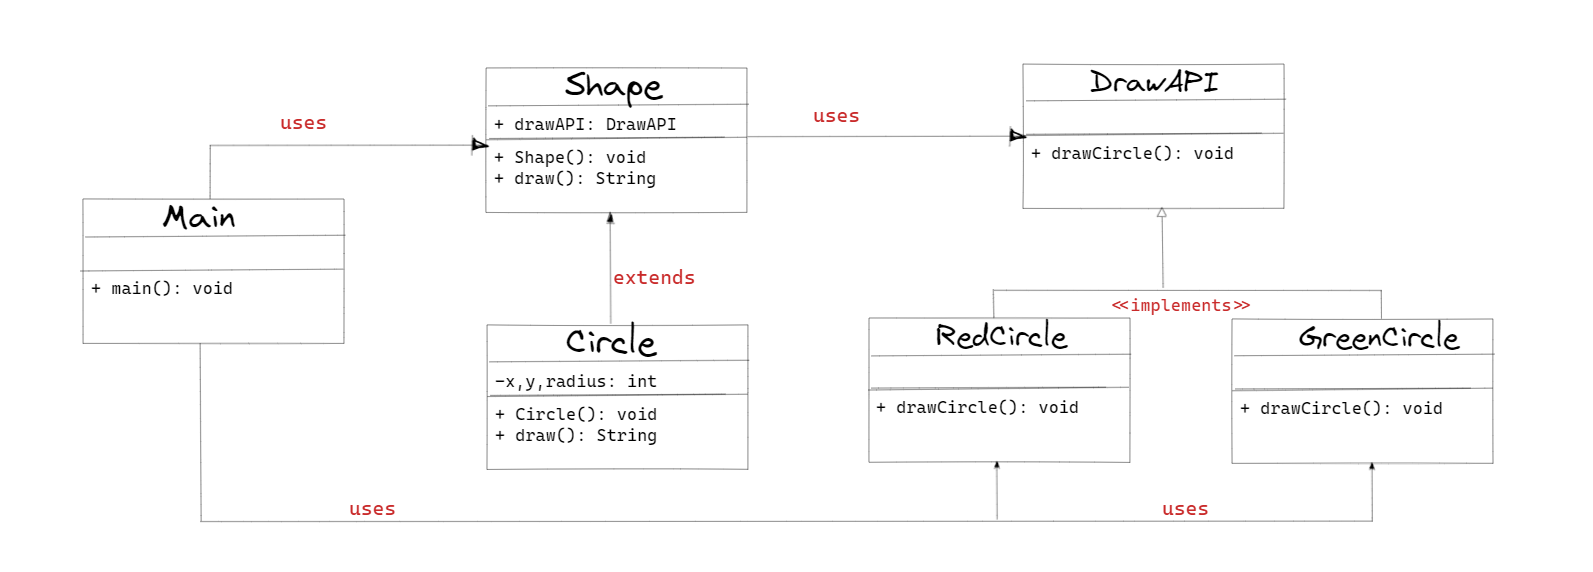 Shape
+ drawAPI: DrawAPI
+ Shape(): void
+ draw(): String
uses
uses
DrawAPI
+ drawCircle(): void
Main
+ main(): void
extends
Circle
-x,y,radius: int
+ Circle(): void
+ draw(): String
<<implements>>
RedCircle
+ drawCircle(): void
GreenCircle
+ drawCircle(): void
uses
uses